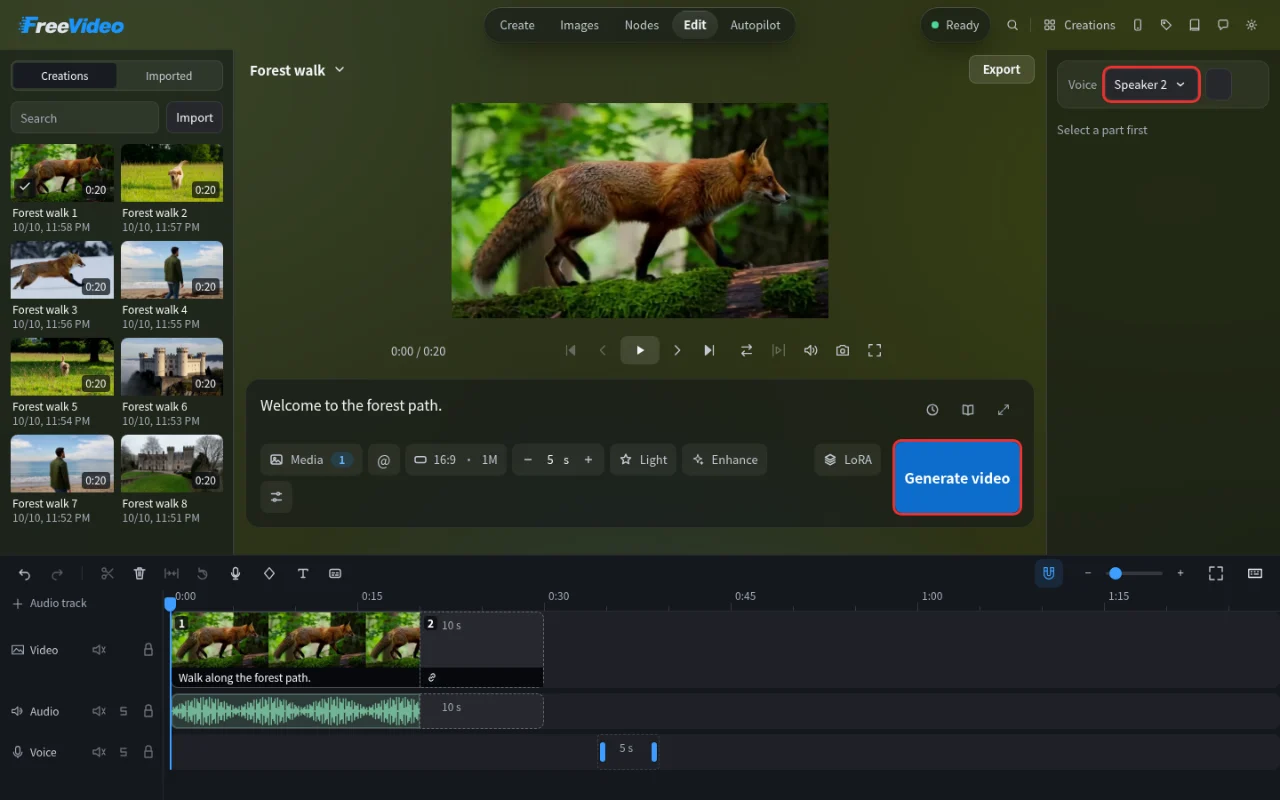 FreeVideo
Create
Images
Nodes
Edit
Autopilot
Ready
Creations
Creations
Imported
Search
Import
0:20
Forest walk 1
10/10, 11:58 PM
0:20
Forest walk 2
10/10, 11:57 PM
0:20
Forest walk 3
10/10, 11:56 PM
0:20
Forest walk 4
10/10, 11:55 PM
0:20
Forest walk 5
10/10, 11:54 PM
0:20
Forest walk 6
10/10, 11:53 PM
0:20
Forest walk 7
10/10, 11:52 PM
0:20
Forest walk 8
10/10, 11:51 PM
Forest walk
Export
0:00 / 0:20
Welcome to the forest path.
Media 1
@
16:9 • 1M
− 5 s +
Light
Enhance
LoRA
Generate video
Voice
Speaker 2
Select a part first
Audio track
0:00
0:15
0:30
0:45
1:00
1:15
Video
1
2 10 s
Walk along the forest path.
Audio
S
10 s
Voice
S
5 s